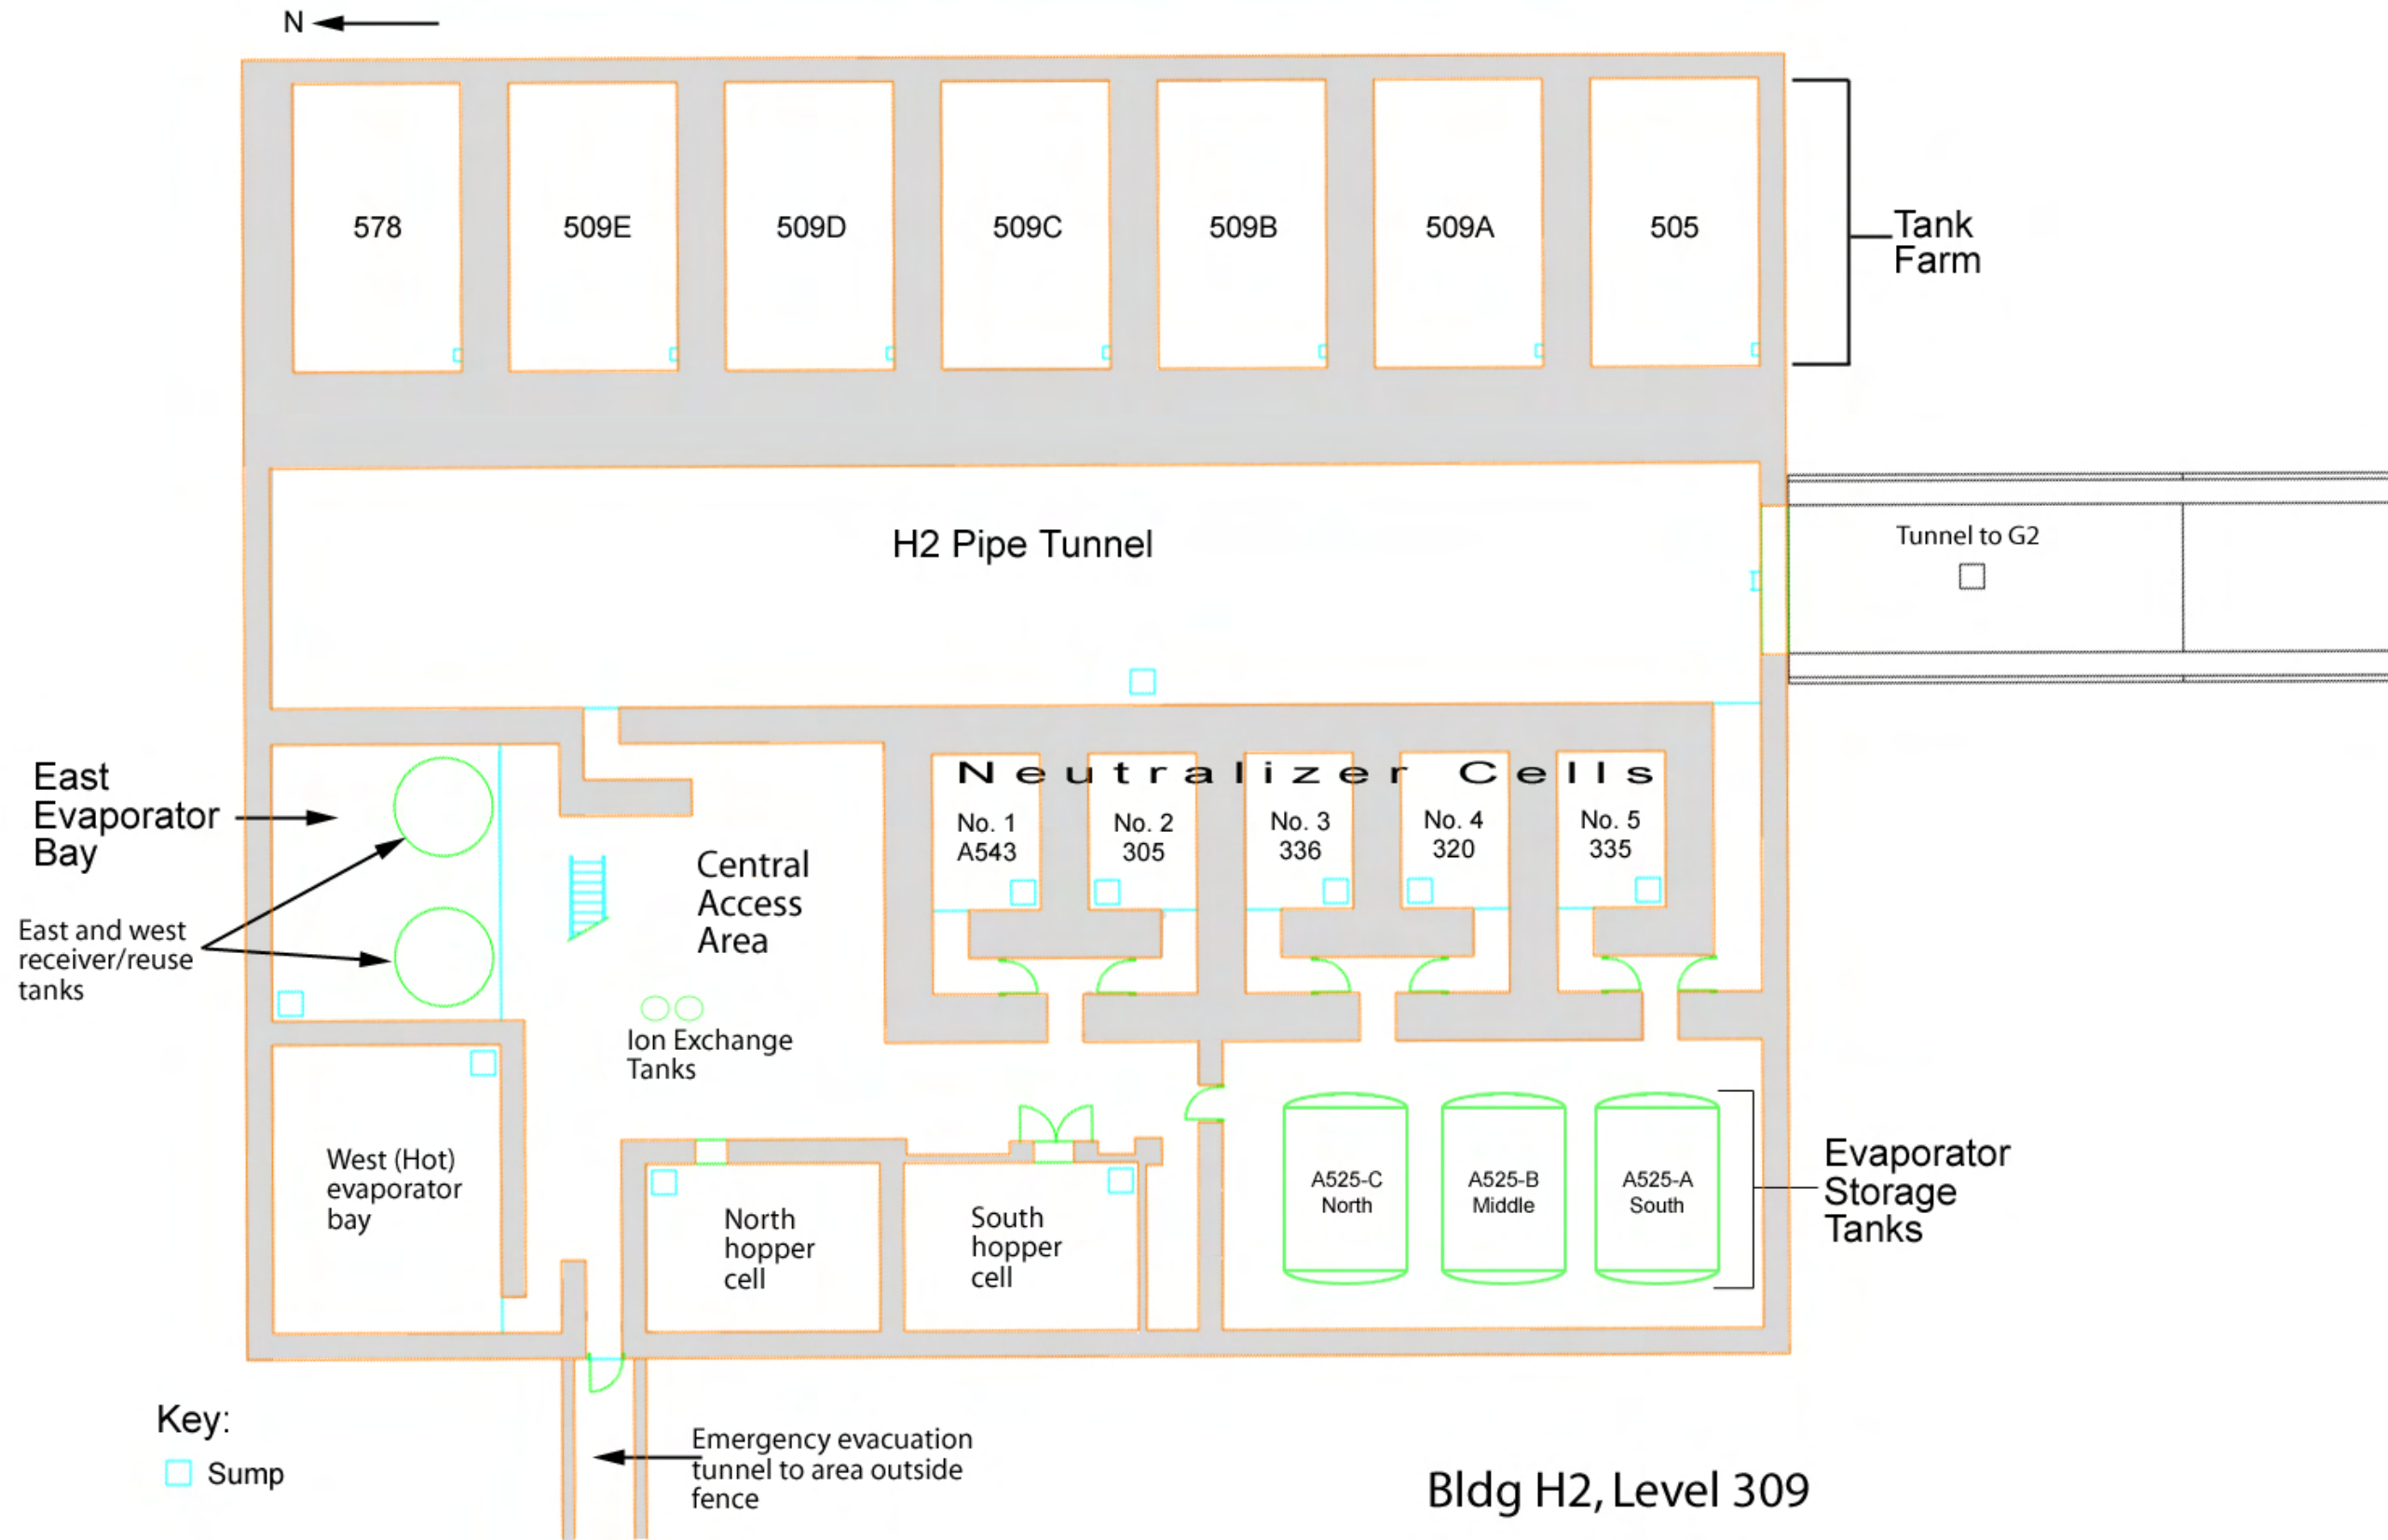 N
578
509E
509D
509C
509B
509A
505
Tank
Farm
H2 Pipe Tunnel
Tunnel to G2
East
Evaporator
Bay
East and west
receiver/reuse
tanks
Central
Access
Area
Neutralizer Cells
No. 1
A543
No. 2
305
No. 3
336
No. 4
320
No. 5
335
Ion Exchange
Tanks
West (Hot)
evaporator
bay
North
hopper
cell
South
hopper
cell
A525-C
North
A525-B
Middle
A525-A
South
Evaporator
Storage
Tanks
Key:
Sump
Emergency evacuation
tunnel to area outside
fence
Bldg H2, Level 309